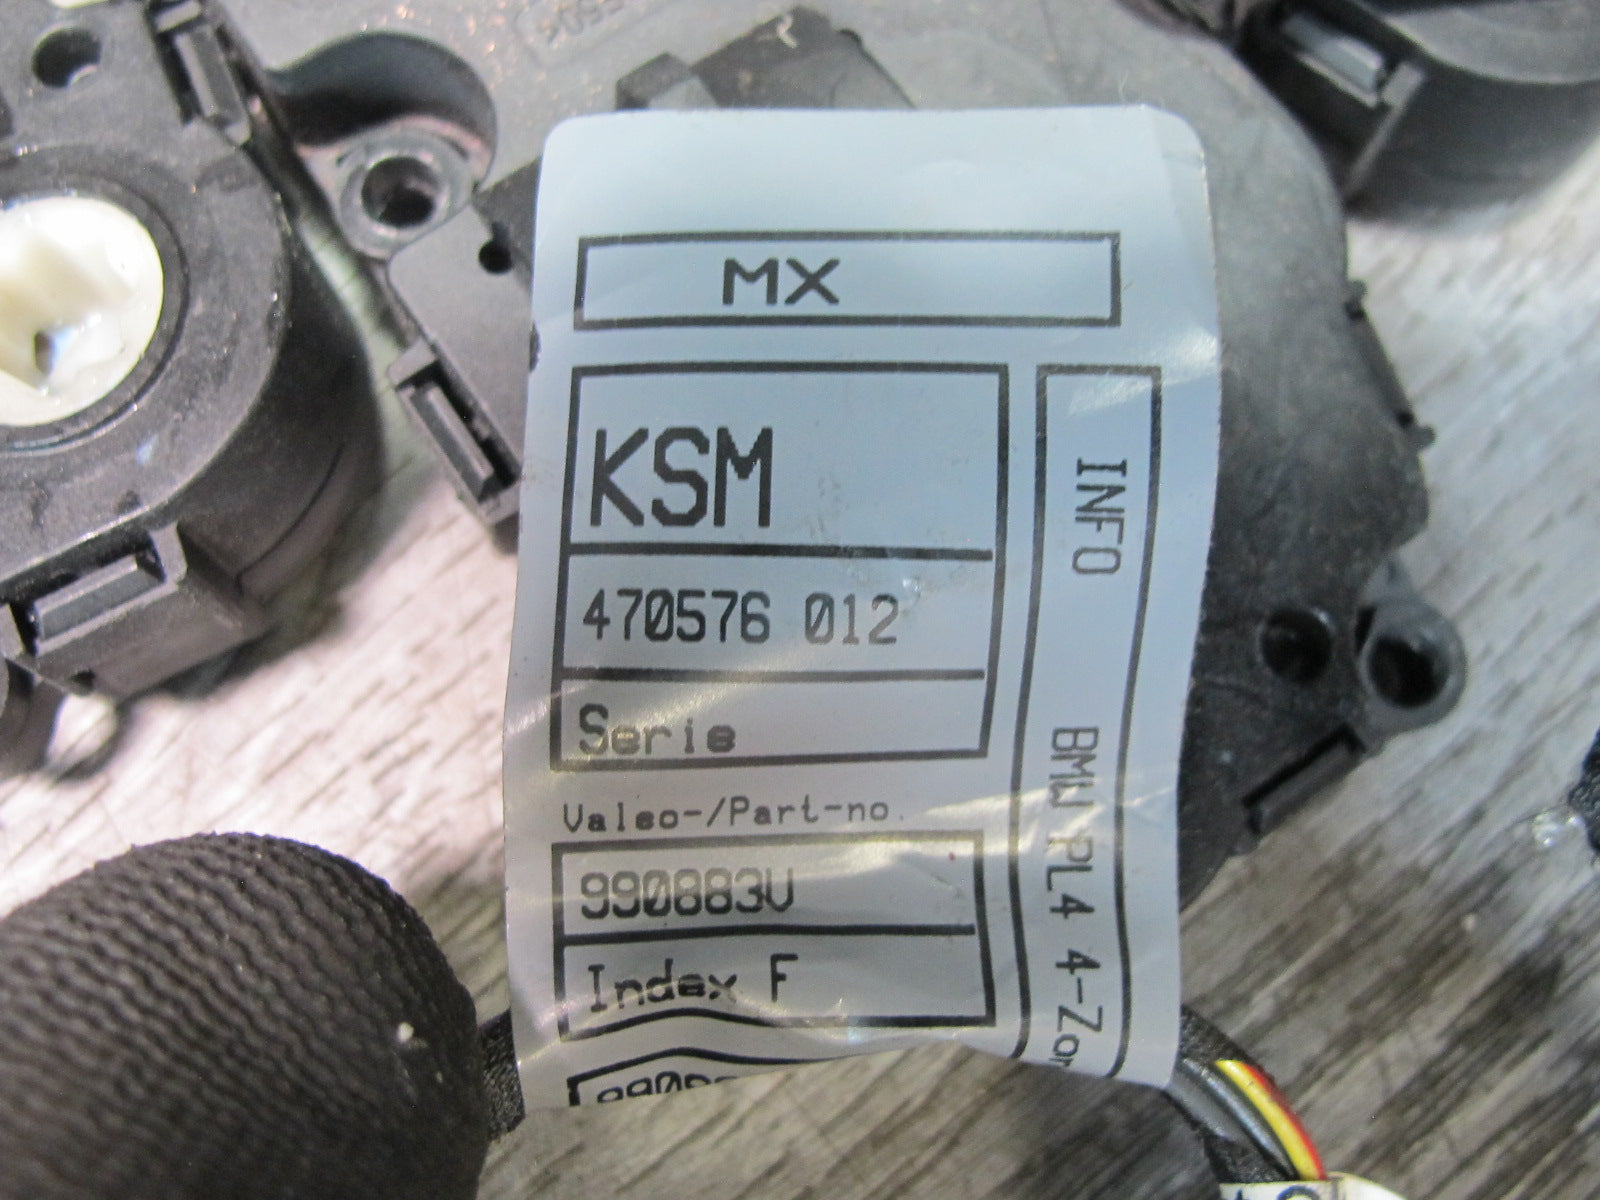 MX
KSM
470576 012
Serie
Valeo-/Part-no.
990883V
Index F
INFO BMW PL4 4-Zon